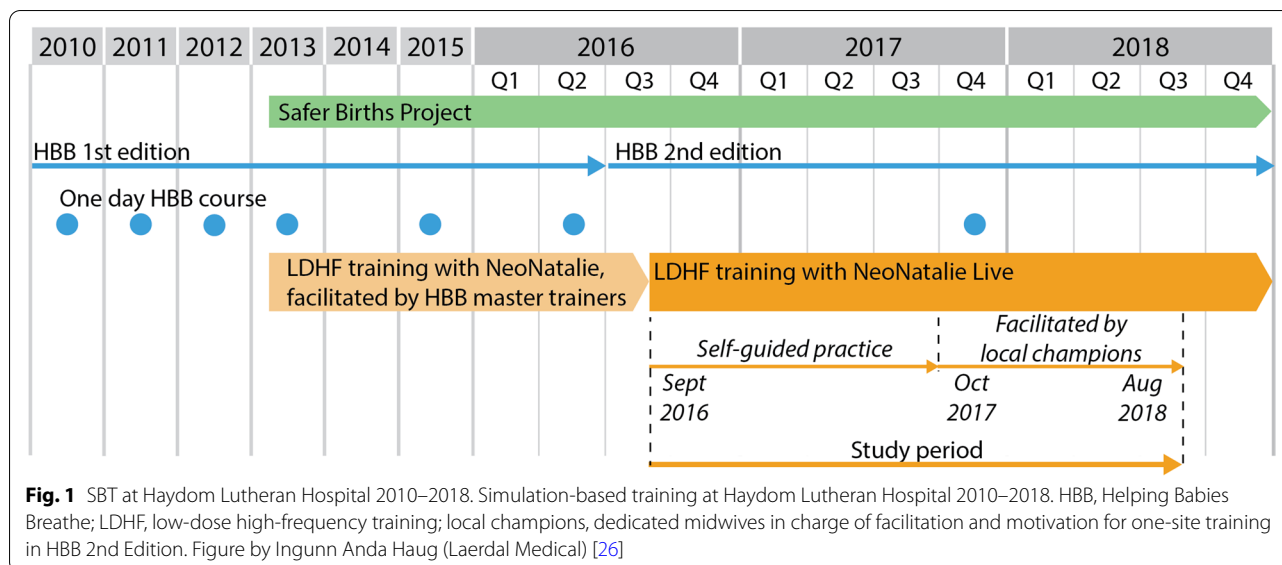 2010 2011 2012 2013 2014 2015 2016 2017 2018
Q1 Q2 Q3 Q4 Q1 Q2 Q3 Q4 Q1 Q2 Q3 Q4
Safer Births Project
HBB 1st edition HBB 2nd edition
One day HBB course
LDHF training with NeoNatalie,
facilitated by HBB master trainers
LDHF training with NeoNatalie Live
Self-guided practice
Facilitated by
local champions
Sept
2016
Oct
2017
Aug
2018
Study period
Fig. 1 SBT at Haydom Lutheran Hospital 2010–2018. Simulation-based training at Haydom Lutheran Hospital 2010–2018. HBB, Helping Babies
Breathe; LDHF, low-dose high-frequency training; local champions, dedicated midwives in charge of facilitation and motivation for one-site training
in HBB 2nd Edition. Figure by Ingunn Anda Haug (Laerdal Medical) [26]